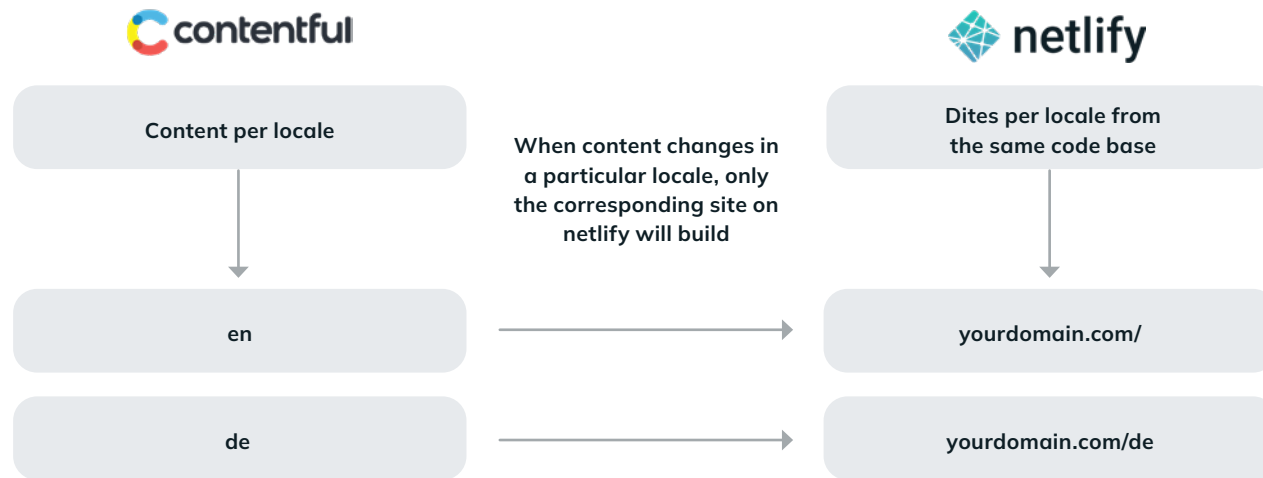 contentful
netlify
Content per locale
When content changes in
a particular locale, only
the corresponding site on
netlify will build
Dites per locale from
the same code base
en
yourdomain.com/
de
yourdomain.com/de